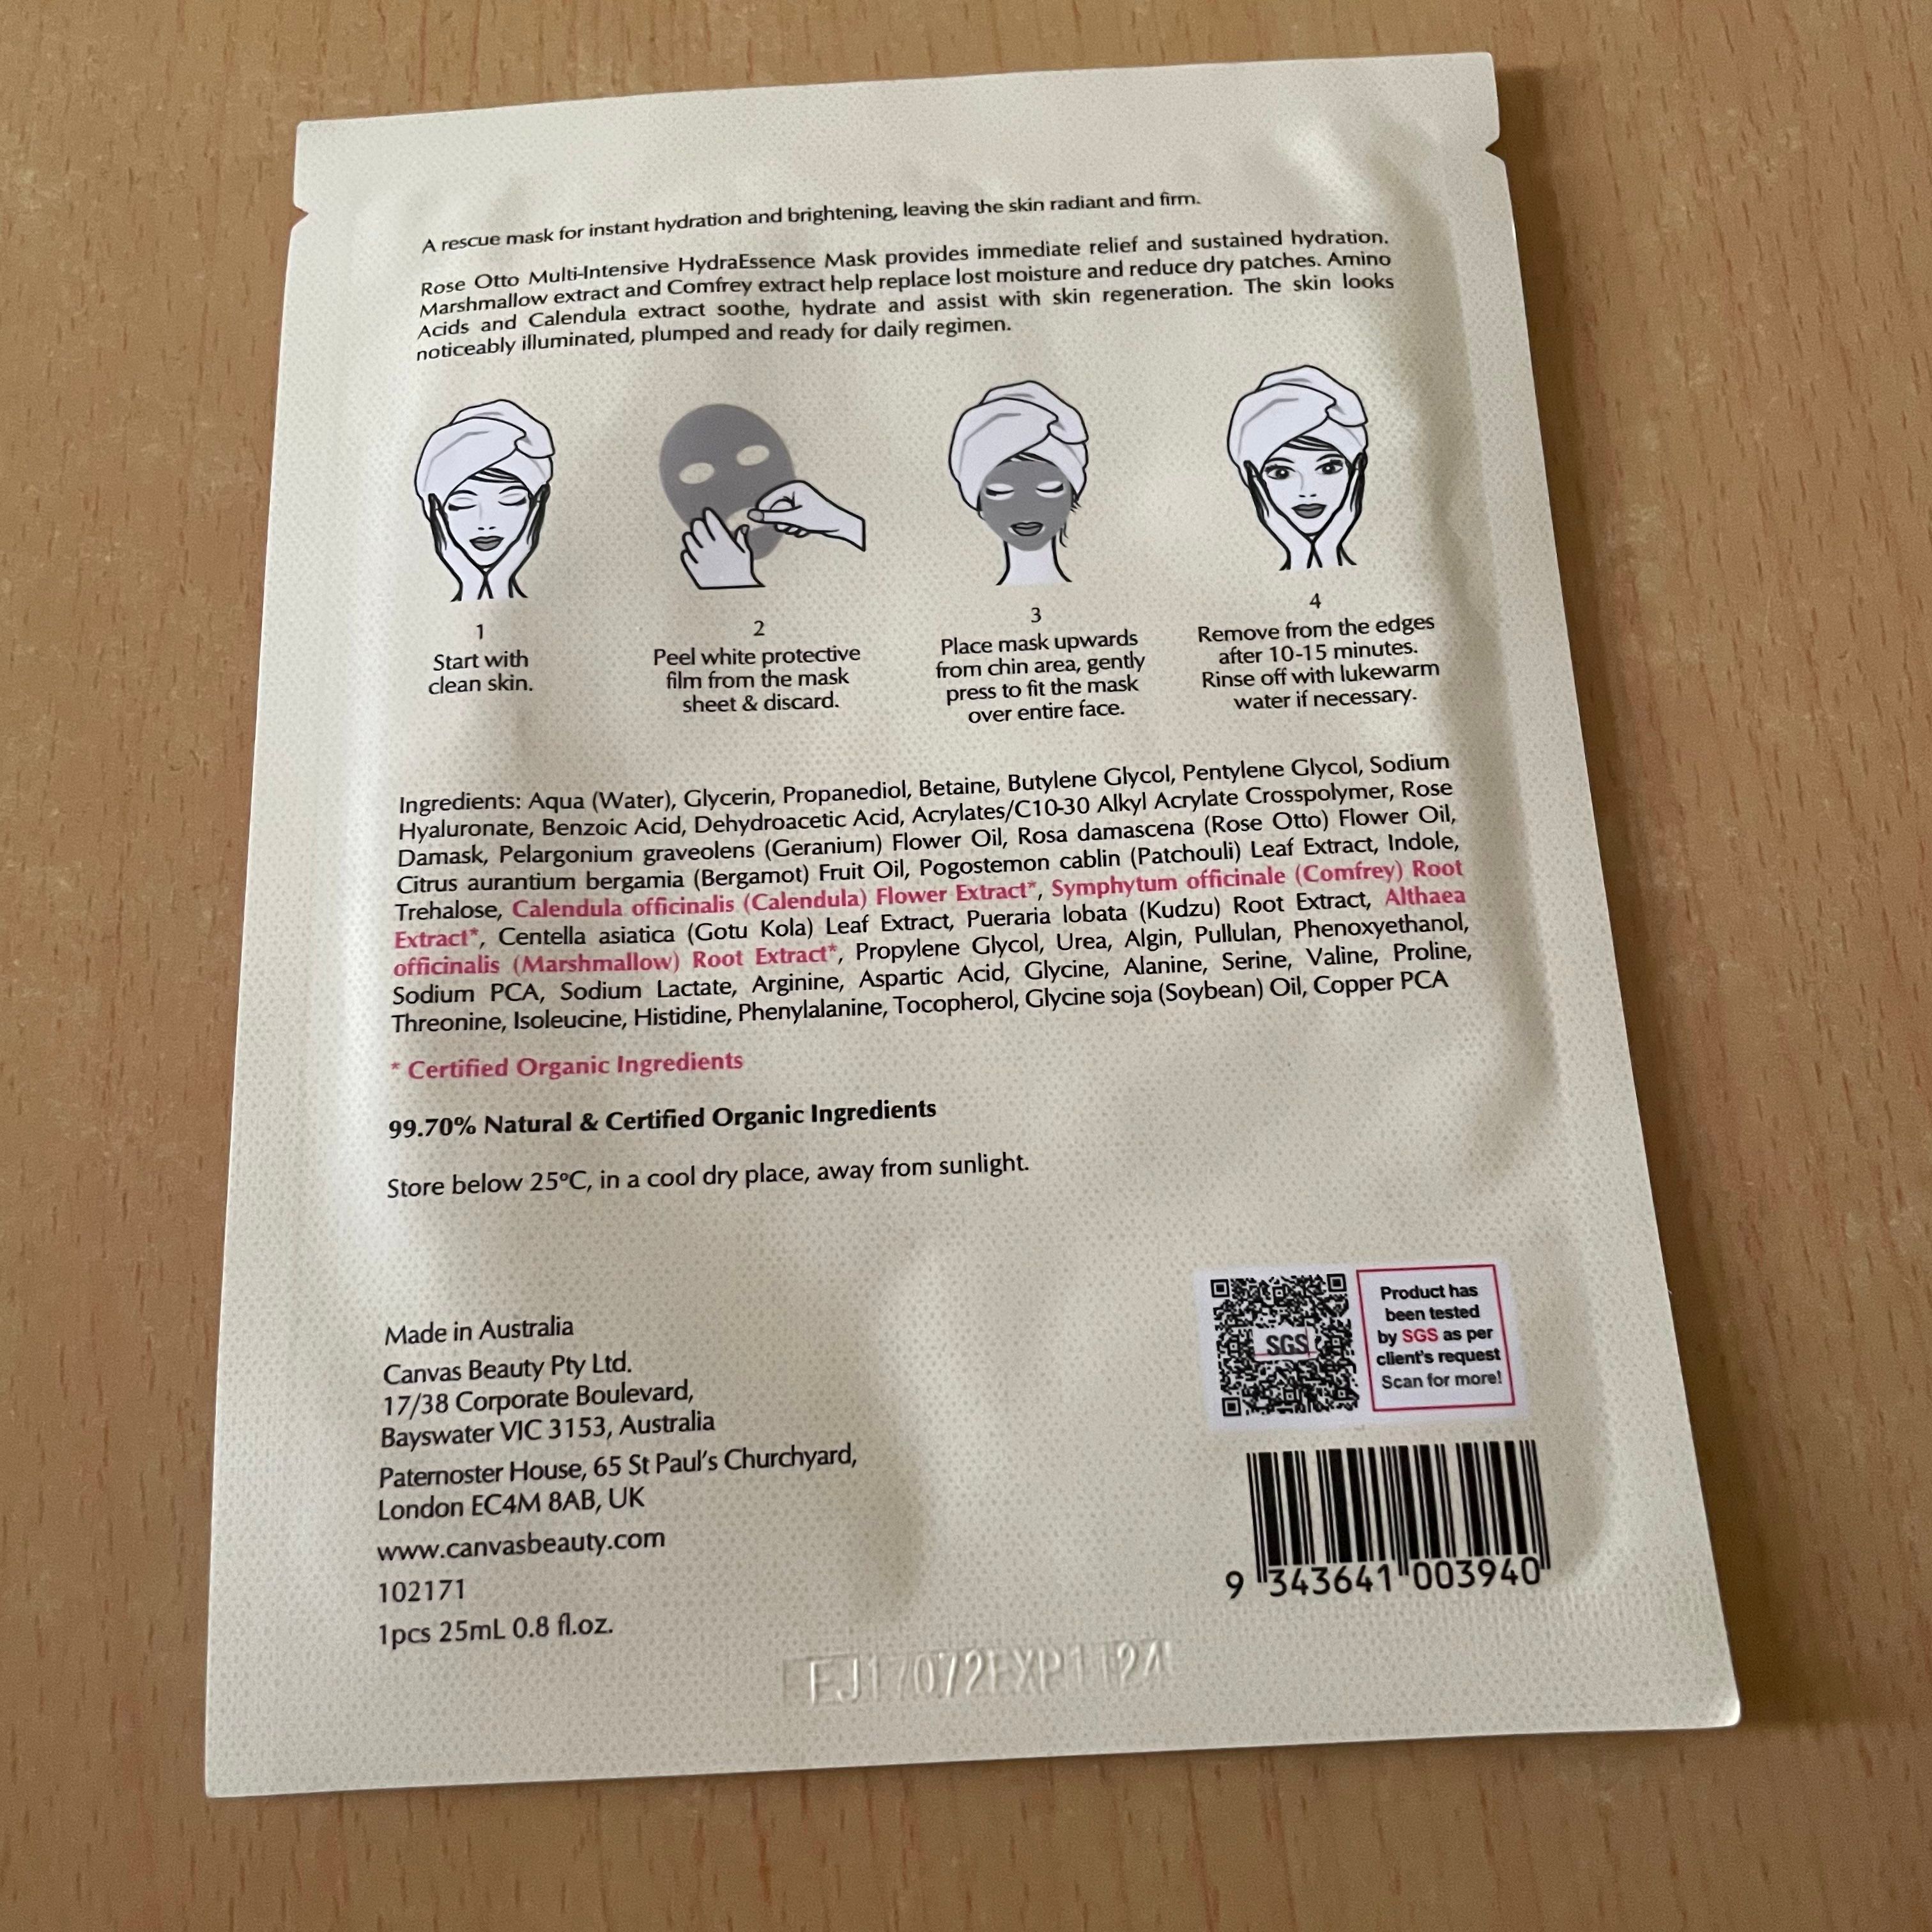 A rescue mask for instant hydration and brightening, leaving the skin radiant and firm.
Rose Otto Multi-Intensive HydraEssence Mask provides immediate relief and sustained hydration.
Marshmallow extract and Comfrey extract help replace lost moisture and reduce dry patches. Amino
Acids and Calendula extract soothe, hydrate and assist with skin regeneration. The skin looks
noticeably illuminated, plumped and ready for daily regimen.
1
Start with
clean skin.
2
Peel white protective
film from the mask
sheet & discard.
3
Place mask upwards
from chin area, gently
press to fit the mask
over entire face.
4
Remove from the edges
after 10-15 minutes.
Rinse off with lukewarm
water if necessary.
Ingredients: Aqua (Water), Glycerin, Propanediol, Betaine, Butylene Glycol, Pentylene Glycol, Sodium
Hyaluronate, Benzoic Acid, Dehydroacetic Acid, Acrylates/C10-30 Alkyl Acrylate Crosspolymer, Rose
Damask, Pelargonium graveolens (Geranium) Flower Oil, Rosa damascena (Rose Otto) Flower Oil,
Citrus aurantium bergamia (Bergamot) Fruit Oil, Pogostemon cablin (Patchouli) Leaf Extract, Indole,
Trehalose, Calendula officinalis (Calendula) Flower Extract*, Symphytum officinale (Comfrey) Root
Extract*, Centella asiatica (Gotu Kola) Leaf Extract, Pueraria lobata (Kudzu) Root Extract, Althaea
officinalis (Marshmallow) Root Extract*, Propylene Glycol, Urea, Algin, Pullulan, Phenoxyethanol,
Sodium PCA, Sodium Lactate, Arginine, Aspartic Acid, Glycine, Alanine, Serine, Valine, Proline,
Threonine, Isoleucine, Histidine, Phenylalanine, Tocopherol, Glycine soja (Soybean) Oil, Copper PCA
* Certified Organic Ingredients
99.70% Natural & Certified Organic Ingredients
Store below 25°C, in a cool dry place, away from sunlight.
Made in Australia
Canvas Beauty Pty Ltd.
17/38 Corporate Boulevard,
Bayswater VIC 3153, Australia
Paternoster House, 65 St Paul's Churchyard,
London EC4M 8AB, UK
www.canvasbeauty.com
102171
1pcs 25mL 0.8 fl.oz.
SGS
Product has
been tested
by SGS as per
client's request
Scan for more!
9 343641 003940
EJ17072EXP1124